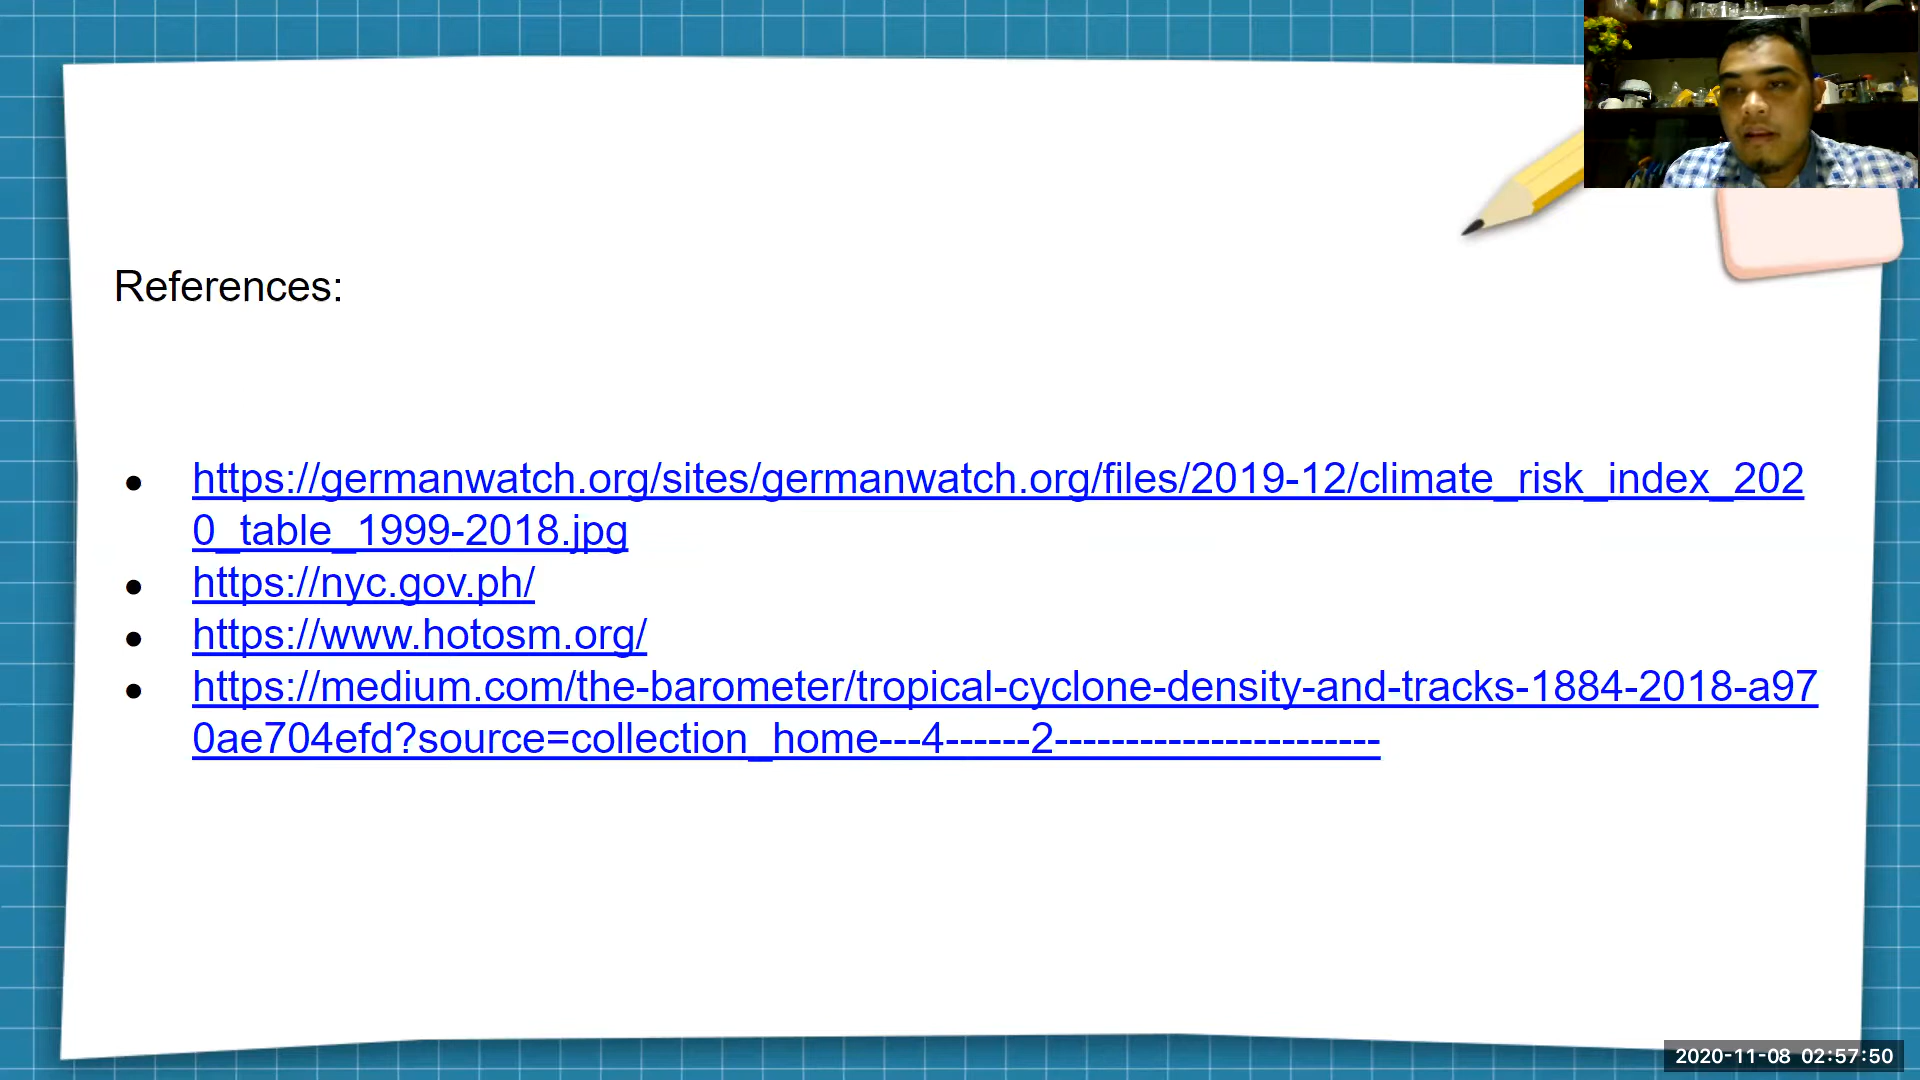 References:
● https://germanwatch.org/sites/germanwatch.org/files/2019-12/climate_risk_index_202
0_table_1999-2018.jpg
● https://nyc.gov.ph/
● https://www.hotosm.org/
● https://medium.com/the-barometer/tropical-cyclone-density-and-tracks-1884-2018-a97
0ae704efd?source=collection_home---4------2-----------------------
2020-11-08 02:57:50